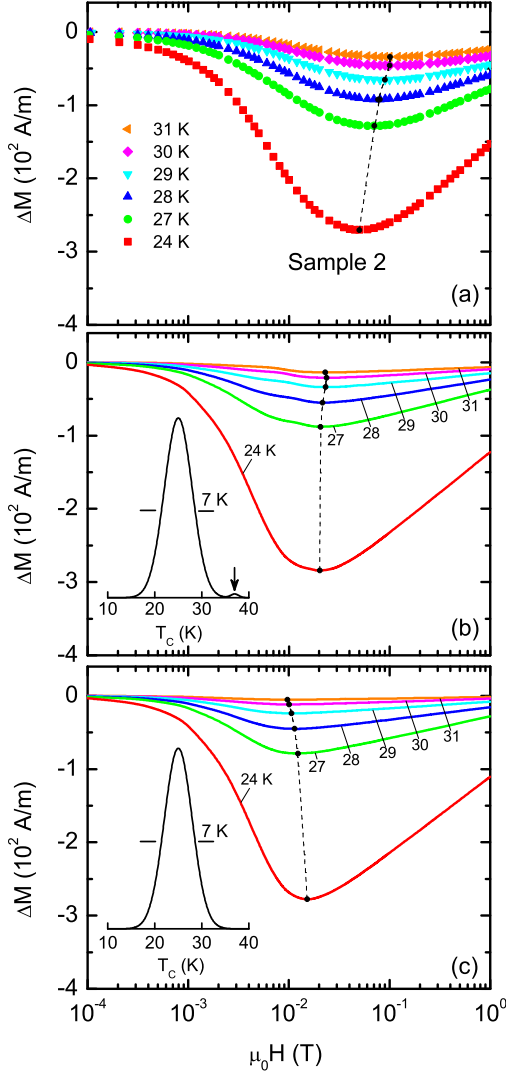 0
-1
-2
-3
-4
ΔM (10² A/m)
31 K
30 K
29 K
28 K
27 K
24 K
Sample 2
(a)
0
-1
-2
-3
-4
ΔM (10² A/m)
24 K
27
28
29
30
31
7 K
10 20 30 40
T_C (K)
(b)
0
-1
-2
-3
-4
ΔM (10² A/m)
24 K
27
28
29
30
31
7 K
10 20 30 40
T_C (K)
(c)
10⁻⁴ 10⁻³ 10⁻² 10⁻¹ 10⁰
μ₀H (T)